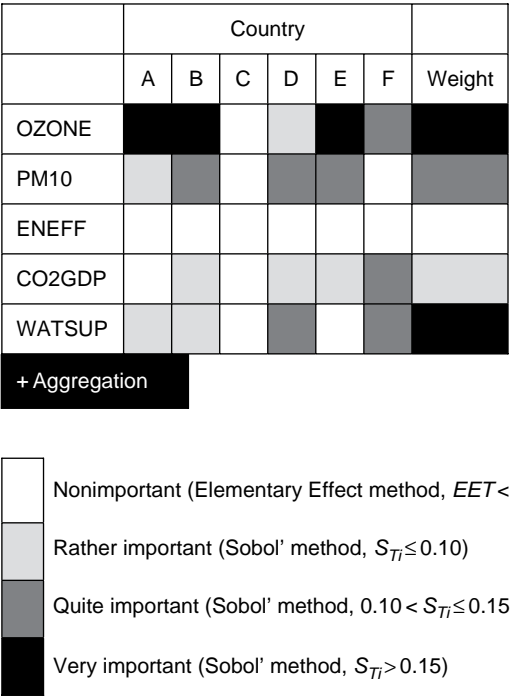 Country
A B C D E F Weight
OZONE
PM10
ENEFF
CO2GDP
WATSUP
+ Aggregation
Nonimportant (Elementary Effect method, EET <
Rather important (Sobol' method, STi ≤ 0.10)
Quite important (Sobol' method, 0.10 < STi ≤ 0.15
Very important (Sobol' method, STi > 0.15)